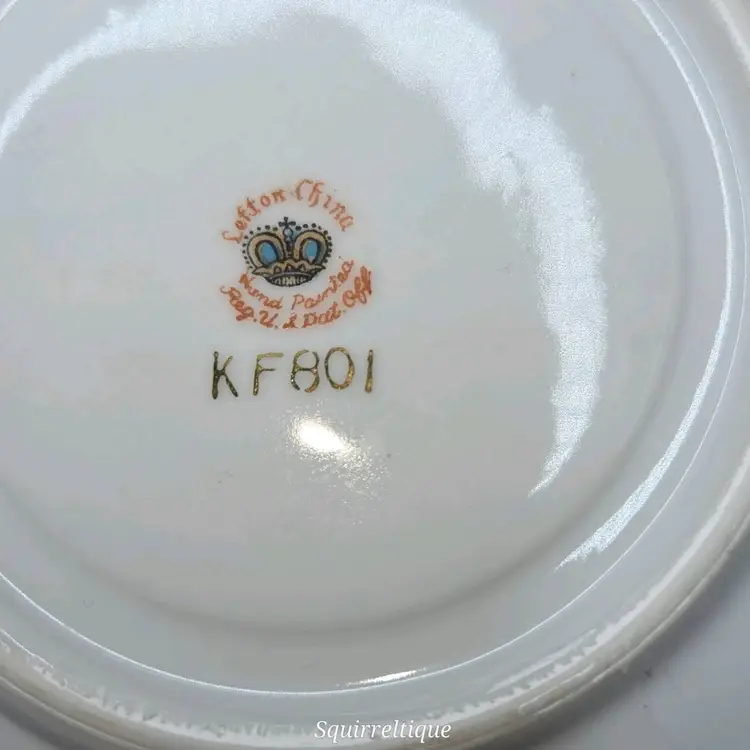 Lefton China
Hand Painted
Reg. U. S Pat. Off
KF801
Squirreltique